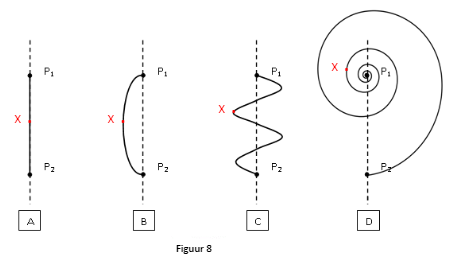 P₁ P₁ P₁ P₁
X X X X
P₂ P₂ P₂ P₂
A B C D
Figuur 8